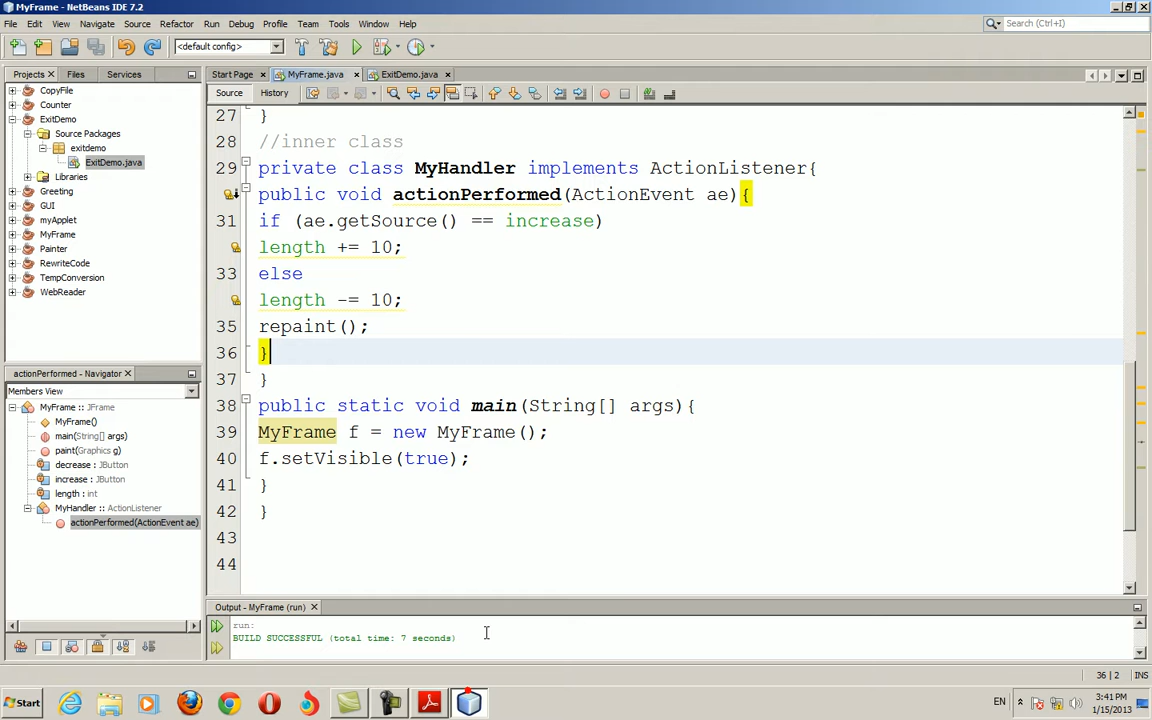 MyFrame - NetBeans IDE 7.2
File Edit View Navigate Source Refactor Run Debug Profile Team Tools Window Help
<default config>
Search (Ctrl+I)
Projects Files Services
Start Page MyFrame.java ExitDemo.java
Source History
CopyFile
Counter
ExitDemo
Source Packages
exitdemo
ExitDemo.java
Libraries
Greeting
GUI
myApplet
MyFrame
Painter
RewriteCode
TempConversion
WebReader
27 }
28 //inner class
29 private class MyHandler implements ActionListener{
public void actionPerformed(ActionEvent ae){
31 if (ae.getSource() == increase)
length += 10;
33 else
length -= 10;
35 repaint();
36 }
37 }
38 public static void main(String[] args){
39 MyFrame f = new MyFrame();
40 f.setVisible(true);
41 }
42 }
43
44
actionPerformed - Navigator
Members View
MyFrame :: JFrame
MyFrame()
main(String[] args)
paint(Graphics g)
decrease : JButton
increase : JButton
length : int
MyHandler :: ActionListener
actionPerformed(ActionEvent ae)
Output - MyFrame (run)
run:
BUILD SUCCESSFUL (total time: 7 seconds)
36 | 2 INS
Start
EN
3:41 PM
1/15/2013